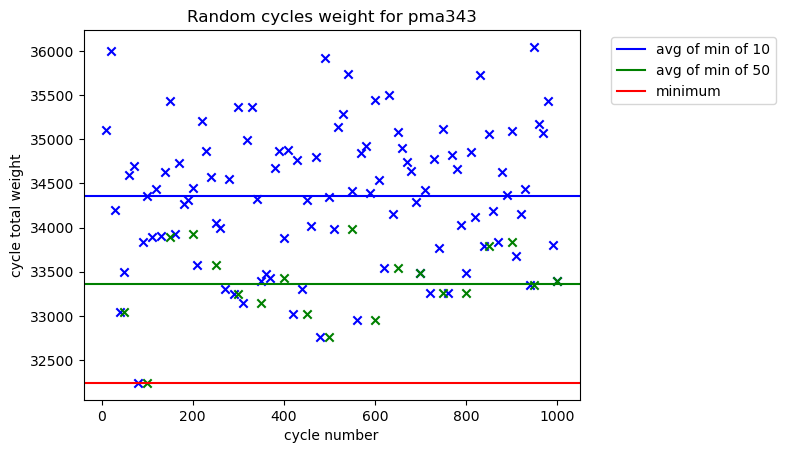 Random cycles weight for pma343
avg of min of 10
avg of min of 50
minimum
cycle total weight
36000
35500
35000
34500
34000
33500
33000
32500
0 200 400 600 800 1000
cycle number